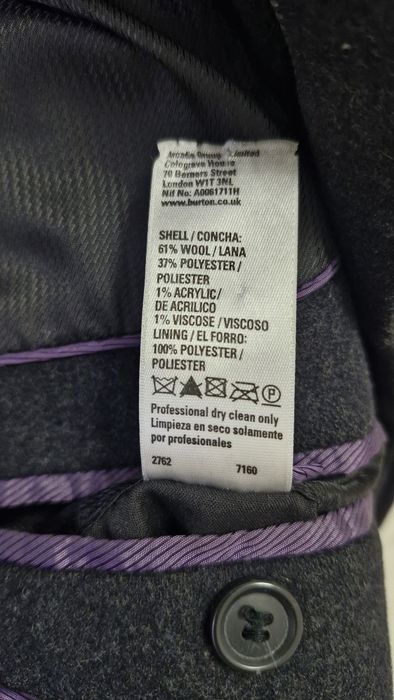 Arcadia Group Limited
Colegrave House
70 Berners Street
London W1T 3NL
Nif No: A0061711H
www.burton.co.uk
SHELL / CONCHA:
61% WOOL / LANA
37% POLYESTER /
POLIESTER
1% ACRYLIC /
DE ACRILICO
1% VISCOSE / VISCOSO
LINING / EL FORRO:
100% POLYESTER /
POLIESTER
P
Professional dry clean only
Limpieza en seco solamente
por profesionales
2762 7160